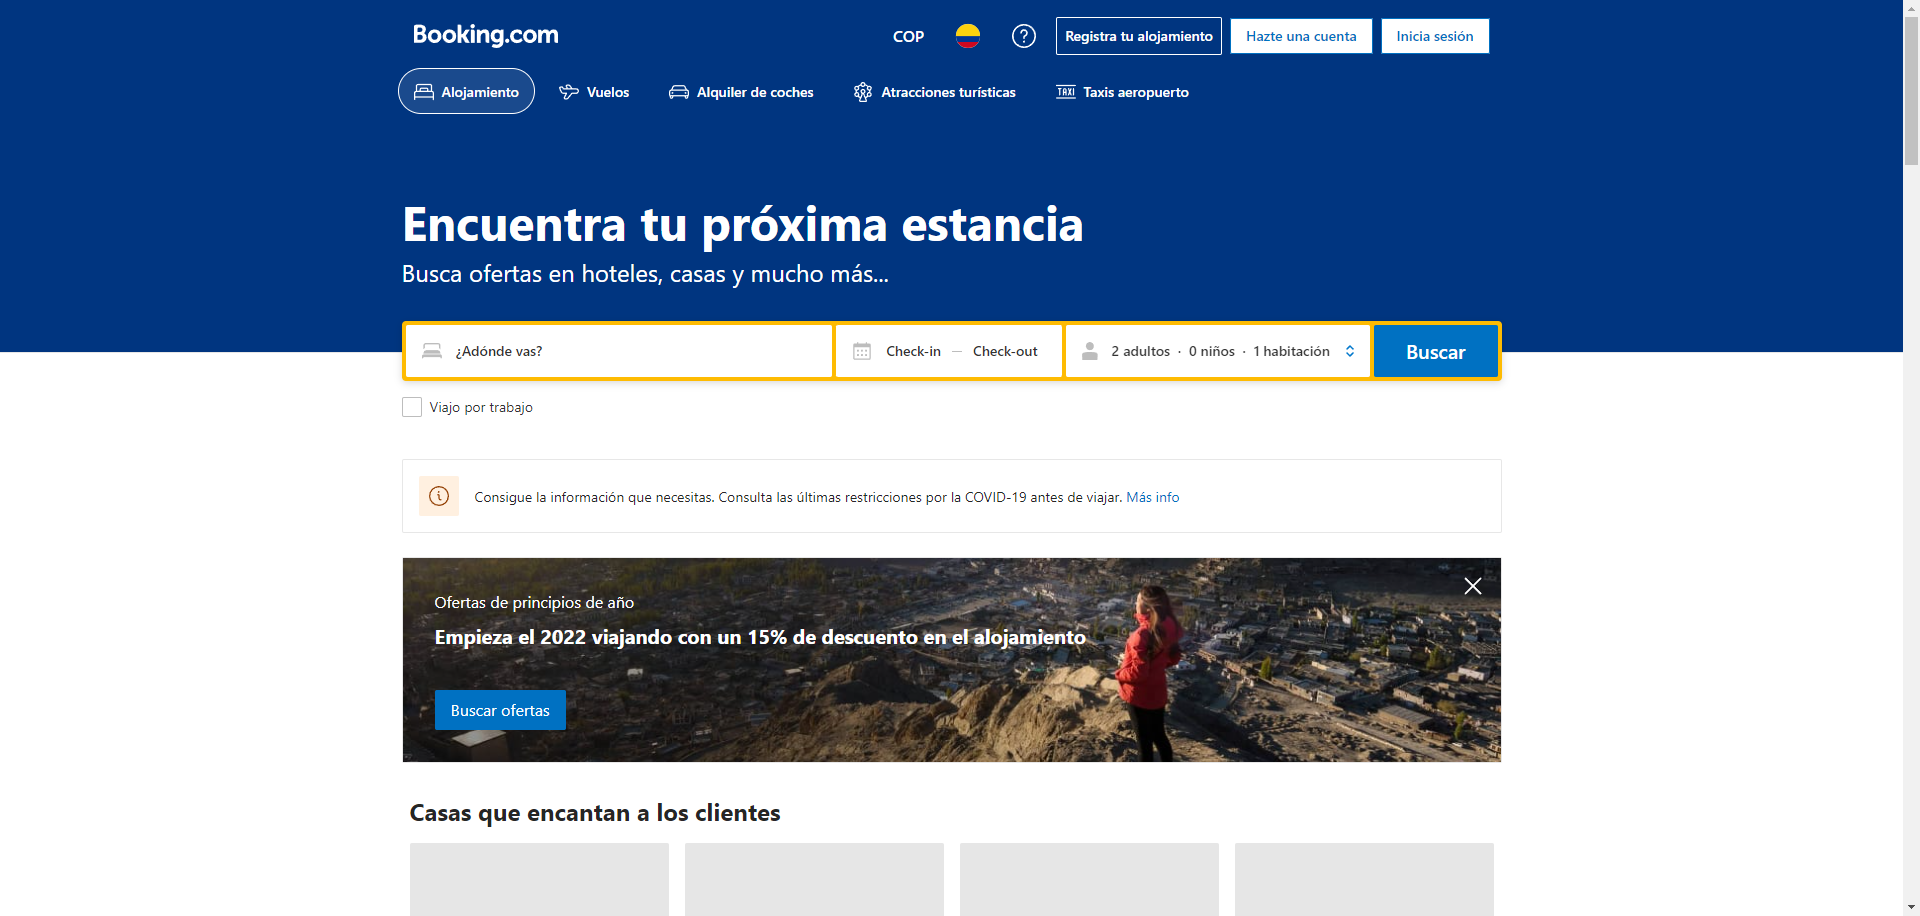 Booking.com
COP
Registra tu alojamiento
Hazte una cuenta
Inicia sesión
Alojamiento
Vuelos
Alquiler de coches
Atracciones turísticas
TAXI
Taxis aeropuerto
Encuentra tu próxima estancia
Busca ofertas en hoteles, casas y mucho más...
¿Adónde vas?
Check-in — Check-out
2 adultos · 0 niños · 1 habitación
Buscar
Viajo por trabajo
Consigue la información que necesitas. Consulta las últimas restricciones por la COVID-19 antes de viajar. Más info
Ofertas de principios de año
Empieza el 2022 viajando con un 15% de descuento en el alojamiento
Buscar ofertas
Casas que encantan a los clientes